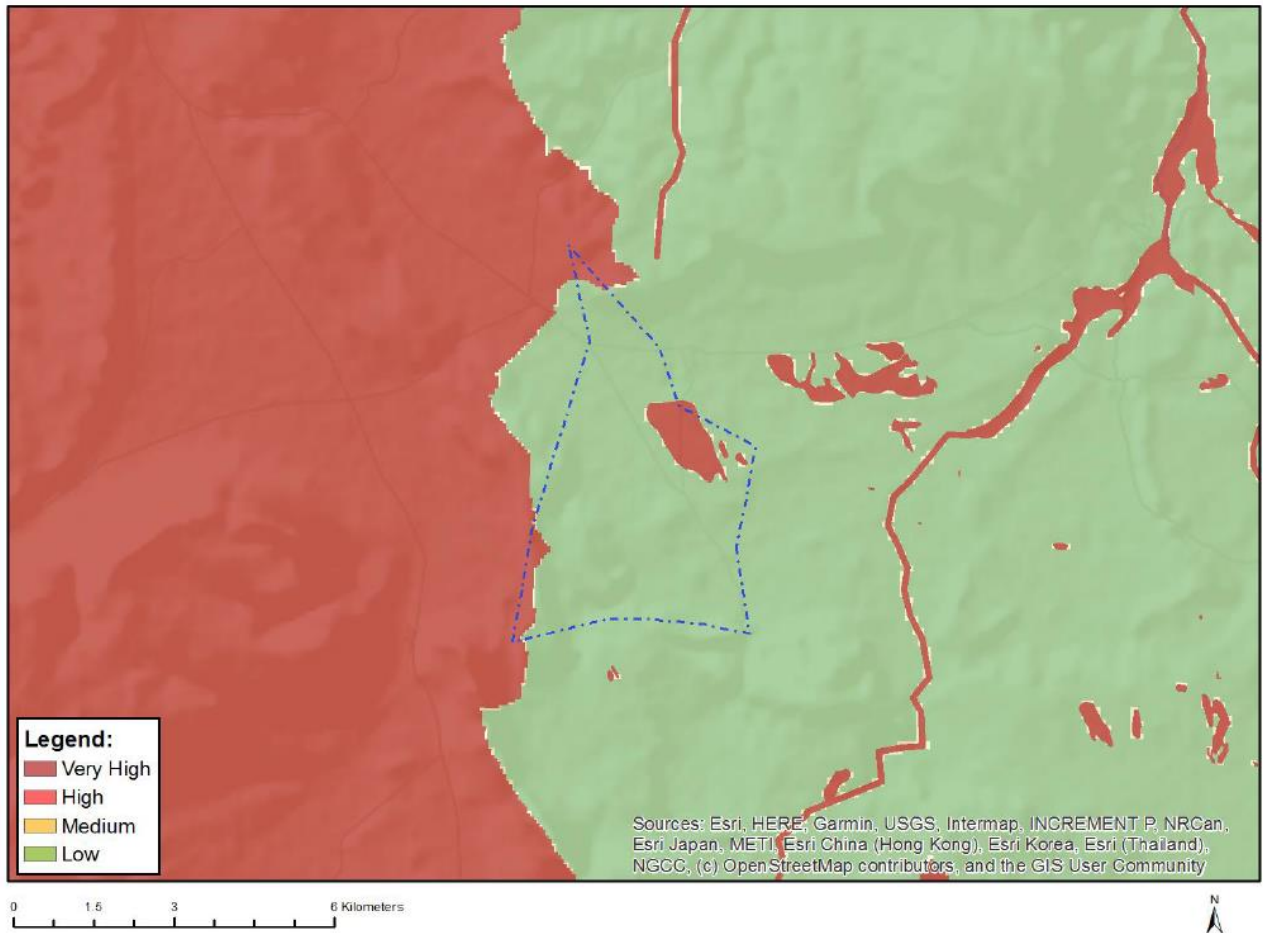 Legend:
Very High
High
Medium
Low
Sources: Esri, HERE, Garmin, USGS, Intermap, INCREMENT P, NRCan,
Esri Japan, METI, Esri China (Hong Kong), Esri Korea, Esri (Thailand),
NGCC, (c) OpenStreetMap contributors, and the GIS User Community
0 1.5 3 6 Kilometers
N